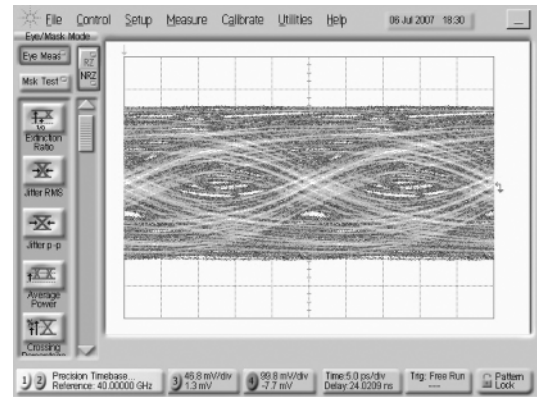 File Control Setup Measure Calibrate Utilities Help 06 Jul 2007 18:30
Eye/Mask Mode
Eye Meas
RZ
NRZ
Msk Test
Extinction
Ratio
Jitter RMS
Jitter p-p
Average
Power
Crossing
1) 2) Precision Timebase...
Reference: 40.00000 GHz
3) 46.8 mV/div
1.3 mV
4) 99.8 mV/div
-7.7 mV
Time:5.0 ps/div
Delay:24.0209 ns
Trig: Free Run
----
Pattern
Lock